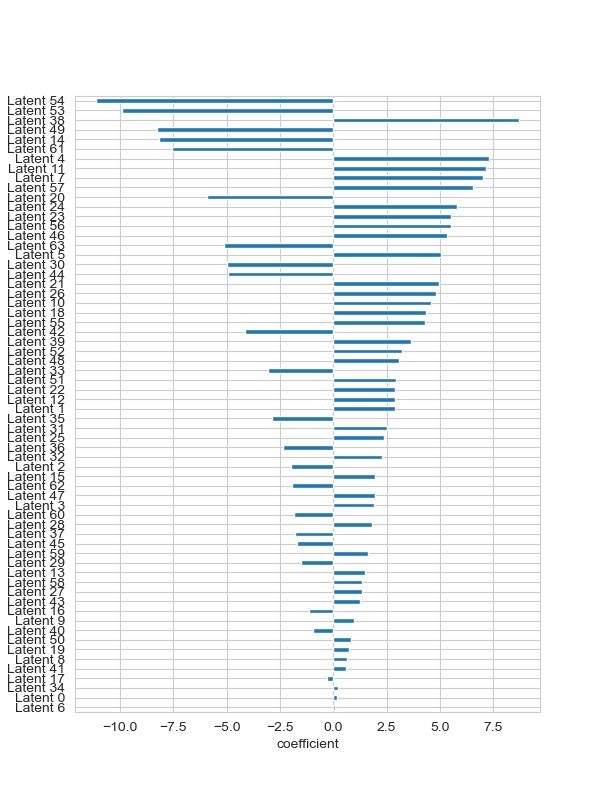 Latent 54
Latent 53
Latent 38
Latent 49
Latent 14
Latent 61
Latent 4
Latent 11
Latent 7
Latent 57
Latent 20
Latent 24
Latent 23
Latent 56
Latent 46
Latent 63
Latent 5
Latent 30
Latent 44
Latent 21
Latent 26
Latent 10
Latent 18
Latent 55
Latent 42
Latent 39
Latent 52
Latent 48
Latent 33
Latent 51
Latent 22
Latent 12
Latent 1
Latent 35
Latent 31
Latent 25
Latent 36
Latent 32
Latent 2
Latent 15
Latent 62
Latent 47
Latent 3
Latent 60
Latent 28
Latent 37
Latent 45
Latent 59
Latent 29
Latent 13
Latent 58
Latent 27
Latent 43
Latent 16
Latent 9
Latent 40
Latent 50
Latent 19
Latent 8
Latent 41
Latent 17
Latent 34
Latent 0
Latent 6
−10.0 −7.5 −5.0 −2.5 0.0 2.5 5.0 7.5
coefficient